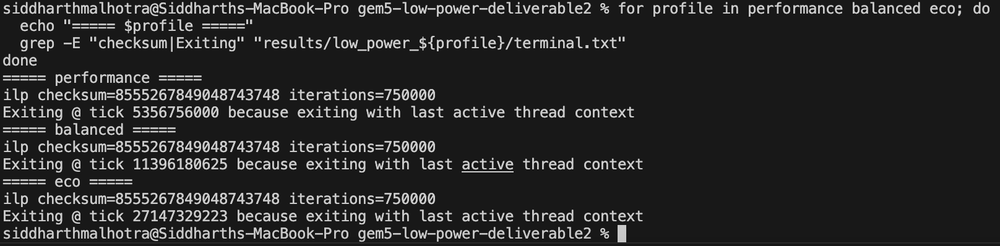 siddharthmalhotra@Siddharths-MacBook-Pro gem5-low-power-deliverable2 % for profile in performance balanced eco; do
  echo "===== $profile ====="
  grep -E "checksum|Exiting" "results/low_power_${profile}/terminal.txt"
done
===== performance =====
ilp checksum=8555267849048743748 iterations=750000
Exiting @ tick 5356756000 because exiting with last active thread context
===== balanced =====
ilp checksum=8555267849048743748 iterations=750000
Exiting @ tick 11396180625 because exiting with last active thread context
===== eco =====
ilp checksum=8555267849048743748 iterations=750000
Exiting @ tick 27147329223 because exiting with last active thread context
siddharthmalhotra@Siddharths-MacBook-Pro gem5-low-power-deliverable2 %